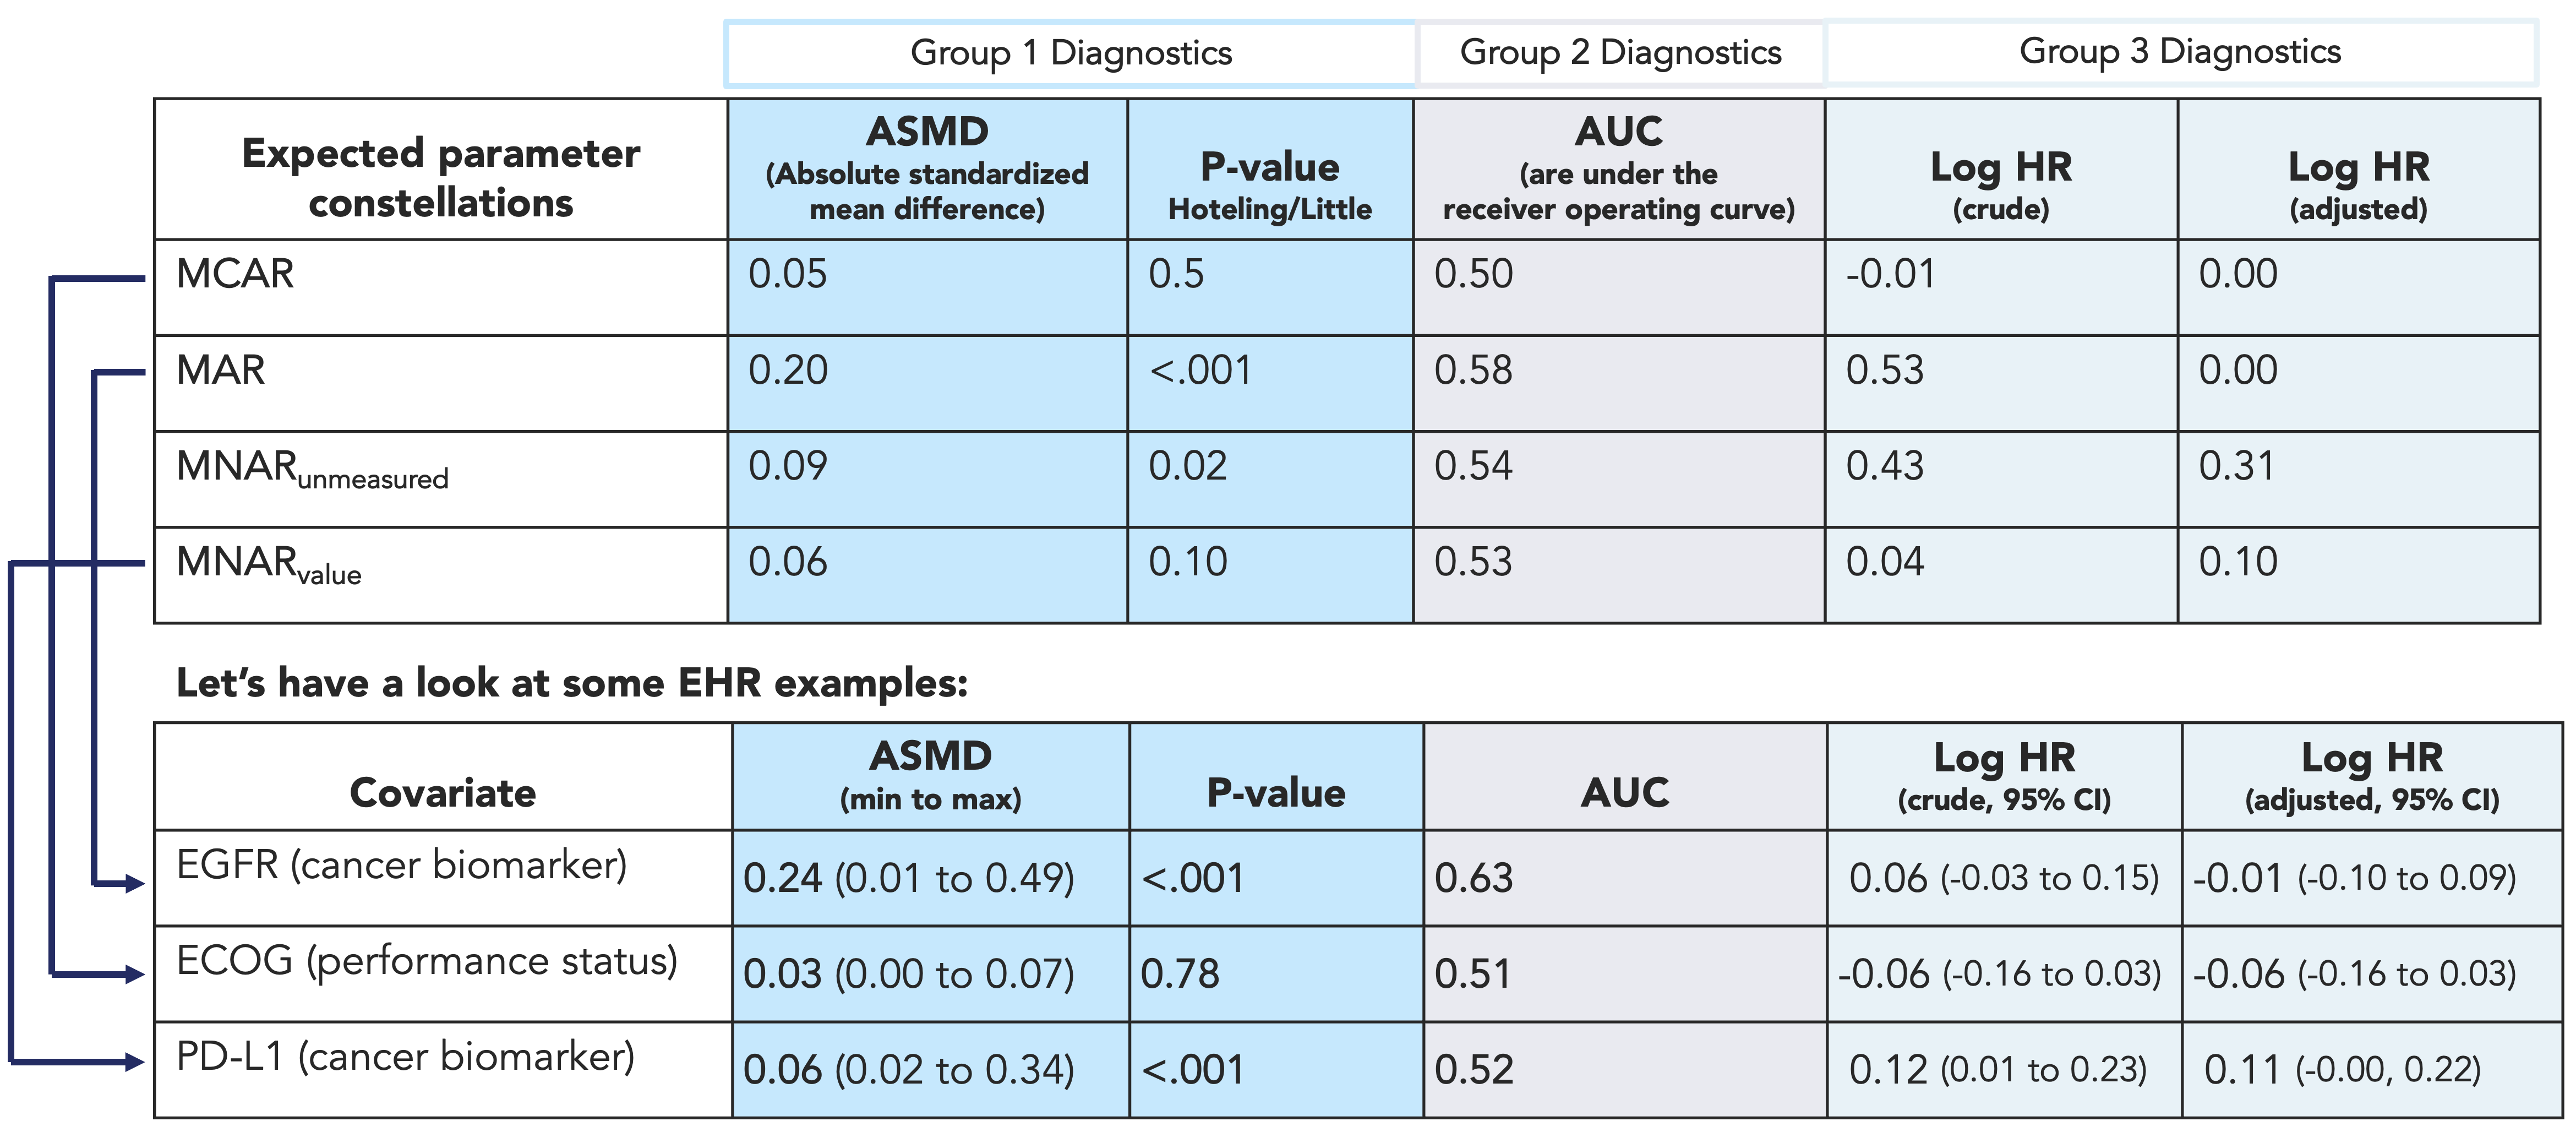 Group 1 Diagnostics Group 2 Diagnostics Group 3 Diagnostics
Expected parameter constellations ASMD (Absolute standardized mean difference) P-value Hoteling/Little AUC (are under the receiver operating curve) Log HR (crude) Log HR (adjusted)
MCAR 0.05 0.5 0.50 -0.01 0.00
MAR 0.20 <.001 0.58 0.53 0.00
MNARunmeasured 0.09 0.02 0.54 0.43 0.31
MNARvalue 0.06 0.10 0.53 0.04 0.10
Let’s have a look at some EHR examples:
Covariate ASMD (min to max) P-value AUC Log HR (crude, 95% CI) Log HR (adjusted, 95% CI)
EGFR (cancer biomarker) 0.24 (0.01 to 0.49) <.001 0.63 0.06 (-0.03 to 0.15) -0.01 (-0.10 to 0.09)
ECOG (performance status) 0.03 (0.00 to 0.07) 0.78 0.51 -0.06 (-0.16 to 0.03) -0.06 (-0.16 to 0.03)
PD-L1 (cancer biomarker) 0.06 (0.02 to 0.34) <.001 0.52 0.12 (0.01 to 0.23) 0.11 (-0.00, 0.22)